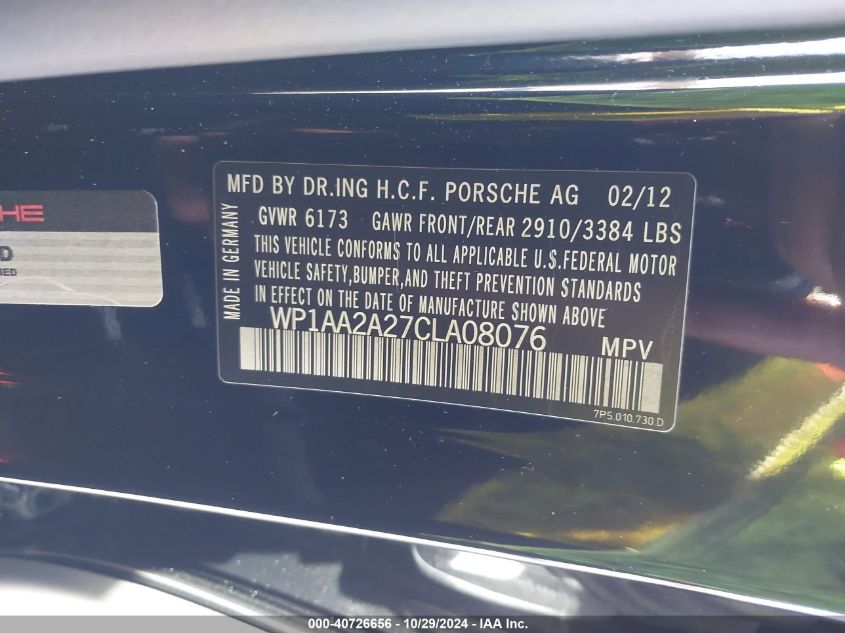 HE
D
NED
MFD BY DR.ING H.C.F. PORSCHE AG 02/12
GVWR 6173 GAWR FRONT/REAR 2910/3384 LBS
THIS VEHICLE CONFORMS TO ALL APPLICABLE U.S.FEDERAL MOTOR
VEHICLE SAFETY,BUMPER,AND THEFT PREVENTION STANDARDS
IN EFFECT ON THE DATE OF MANUFACTURE SHOWN ABOVE
MADE IN GERMANY
WP1AA2A27CLA08076 MPV
7P5.010.730.D
000-40726656 - 10/29/2024 - IAA Inc.